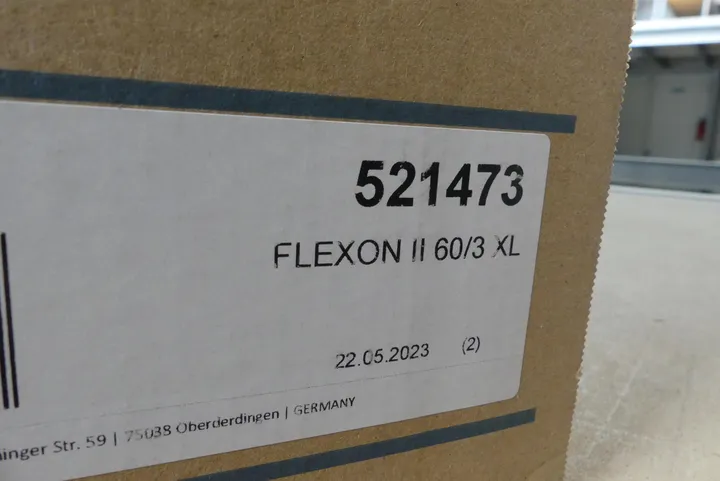 521473
FLEXON II 60/3 XL
22.05.2023 (2)
Str. 59 | 75038 Oberderdingen | GERMANY